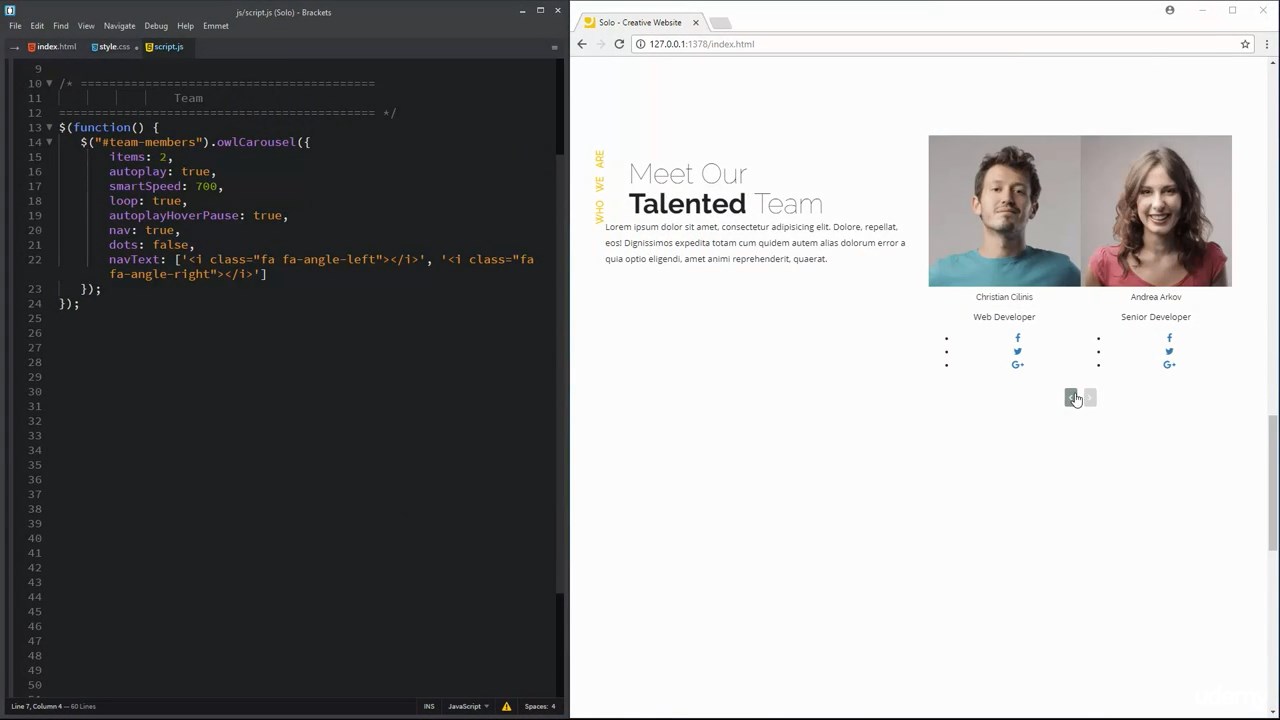 js/script.js (Solo) - Brackets
File Edit Find View Navigate Debug Help Emmet
index.html style.css script.js
9
10 /* =========================================
11 Team
12 ============================================ */
13 $(function() {
14 $("#team-members").owlCarousel({
15 items: 2,
16 autoplay: true,
17 smartSpeed: 700,
18 loop: true,
19 autoplayHoverPause: true,
20 nav: true,
21 dots: false,
22 navText: ['<i class="fa fa-angle-left"></i>', '<i class="fa
fa-angle-right"></i>']
23 });
24 });
25
26
27
28
29
30
31
32
33
34
35
36
37
38
39
40
41
42
43
44
45
46
47
48
49
50
Line 7, Column 4 — 60 Lines
INS JavaScript Spaces: 4
Solo - Creative Website
127.0.0.1:1378/index.html
WHO WE ARE
Meet Our
Talented Team
Lorem ipsum dolor sit amet, consectetur adipisicing elit. Dolore, repellat,
eos! Dignissimos expedita totam cum quidem autem alias dolorum error a
quia optio eligendi, amet animi reprehenderit, quaerat.
Christian Cilinis
Web Developer
Andrea Arkov
Senior Developer
udemy